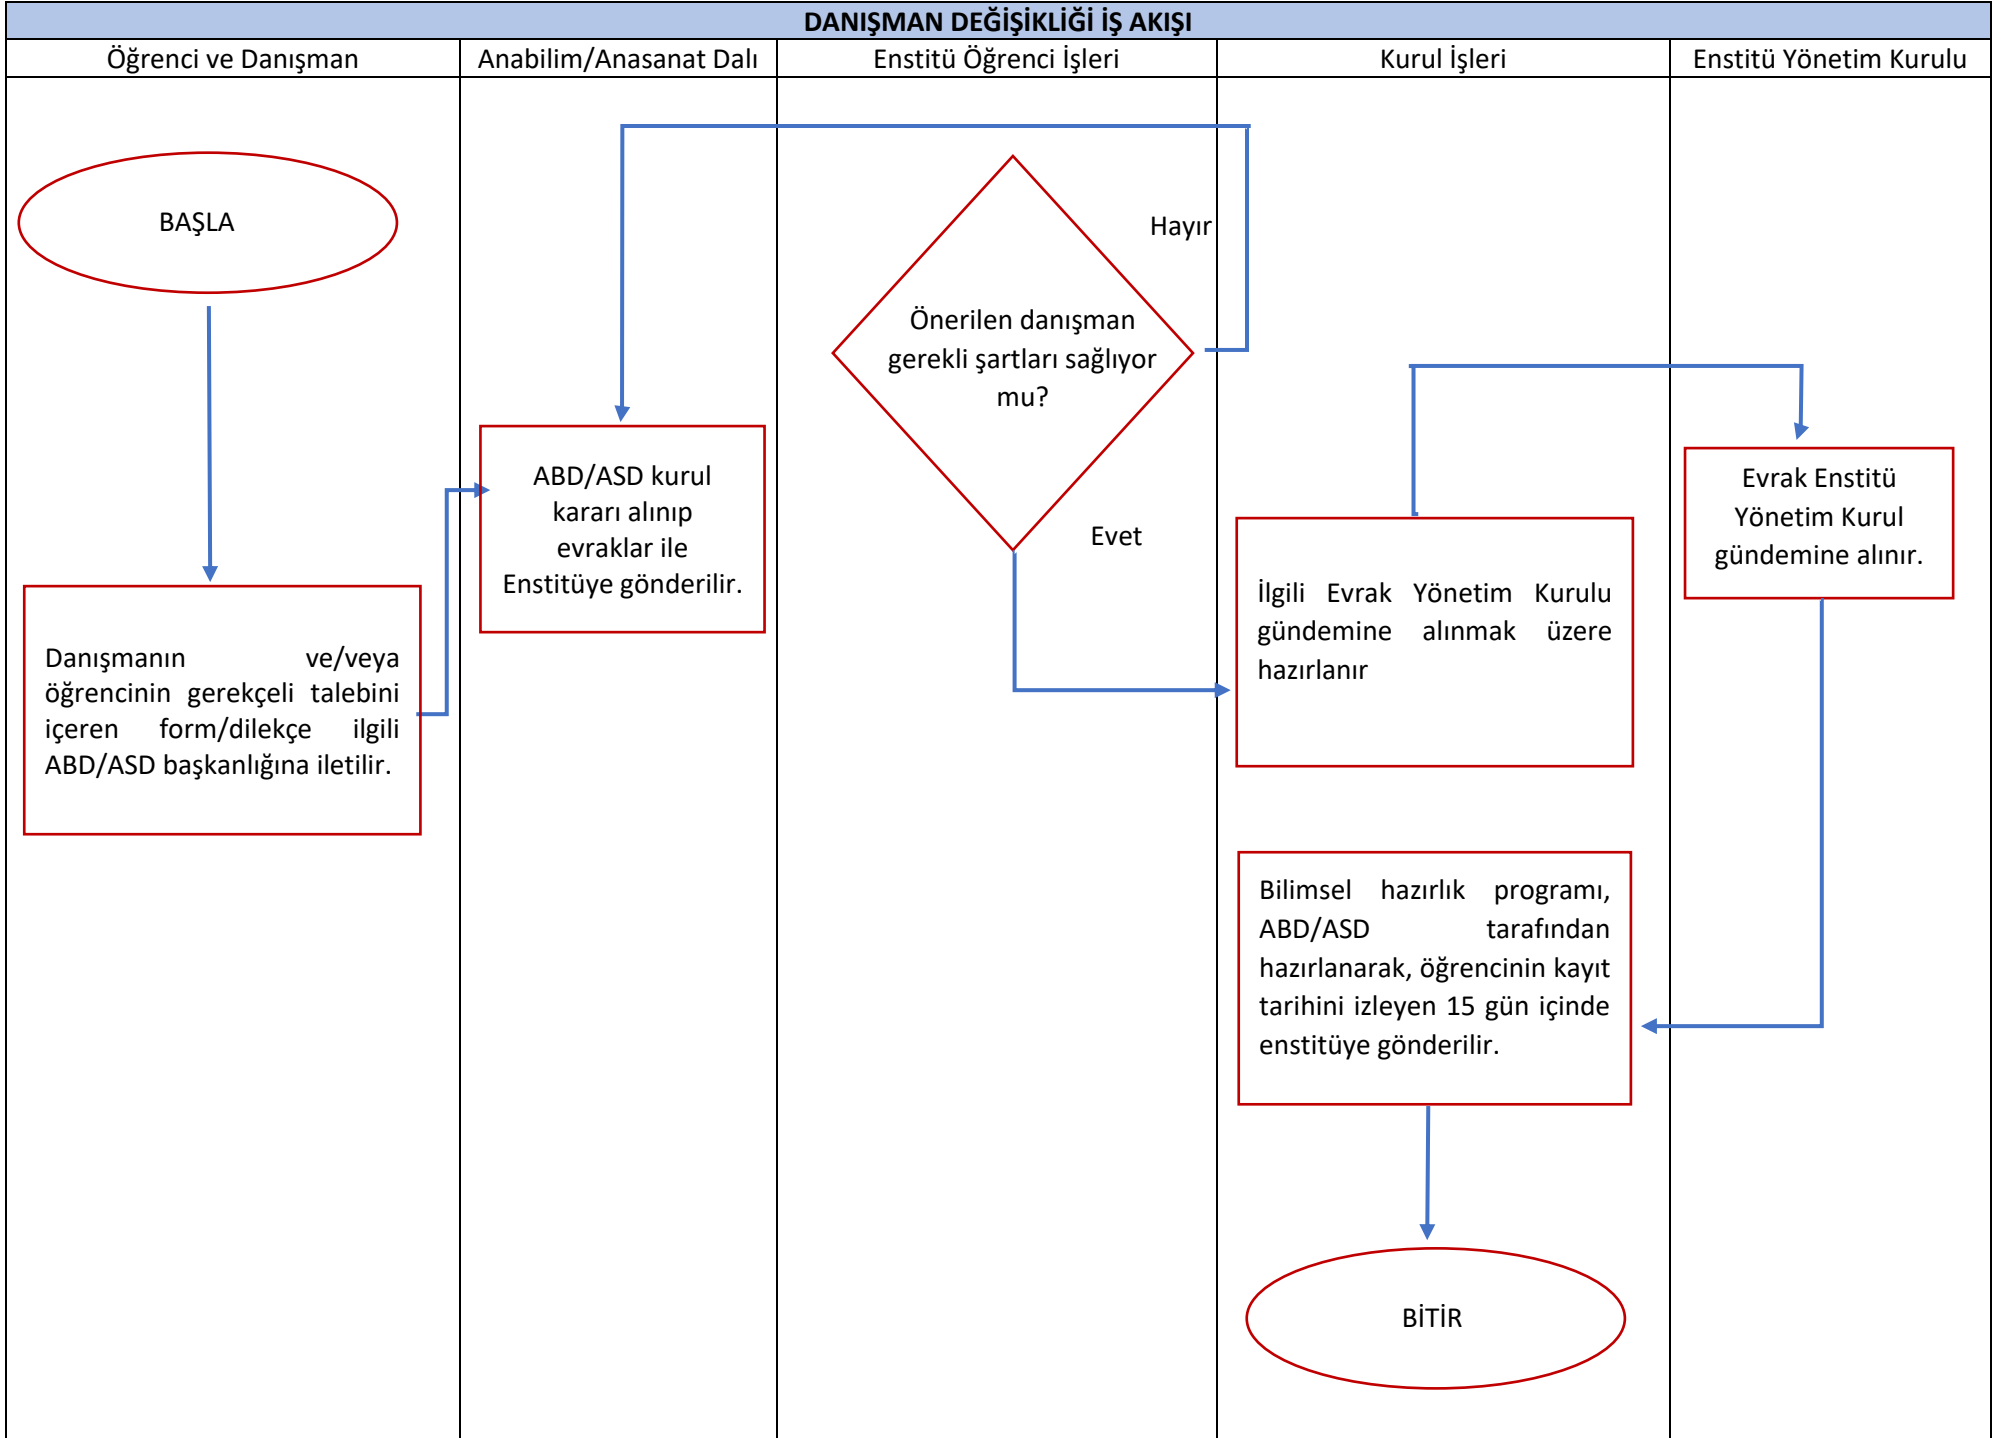 DANIŞMAN DEĞİŞİKLİĞİ İŞ AKIŞI
Öğrenci ve Danışman
Anabilim/Anasanat Dalı
Enstitü Öğrenci İşleri
Kurul İşleri
Enstitü Yönetim Kurulu
BAŞLA
Danışmanın ve/veya
öğrencinin gerekçeli talebini
içeren form/dilekçe ilgili
ABD/ASD başkanlığına iletilir.
ABD/ASD kurul
kararı alınıp
evraklar ile
Enstitüye gönderilir.
Önerilen danışman
gerekli şartları sağlıyor
mu?
Hayır
Evet
İlgili Evrak Yönetim Kurulu
gündemine alınmak üzere
hazırlanır
Evrak Enstitü
Yönetim Kurul
gündemine alınır.
Bilimsel hazırlık programı,
ABD/ASD tarafından
hazırlanarak, öğrencinin kayıt
tarihini izleyen 15 gün içinde
enstitüye gönderilir.
BİTİR